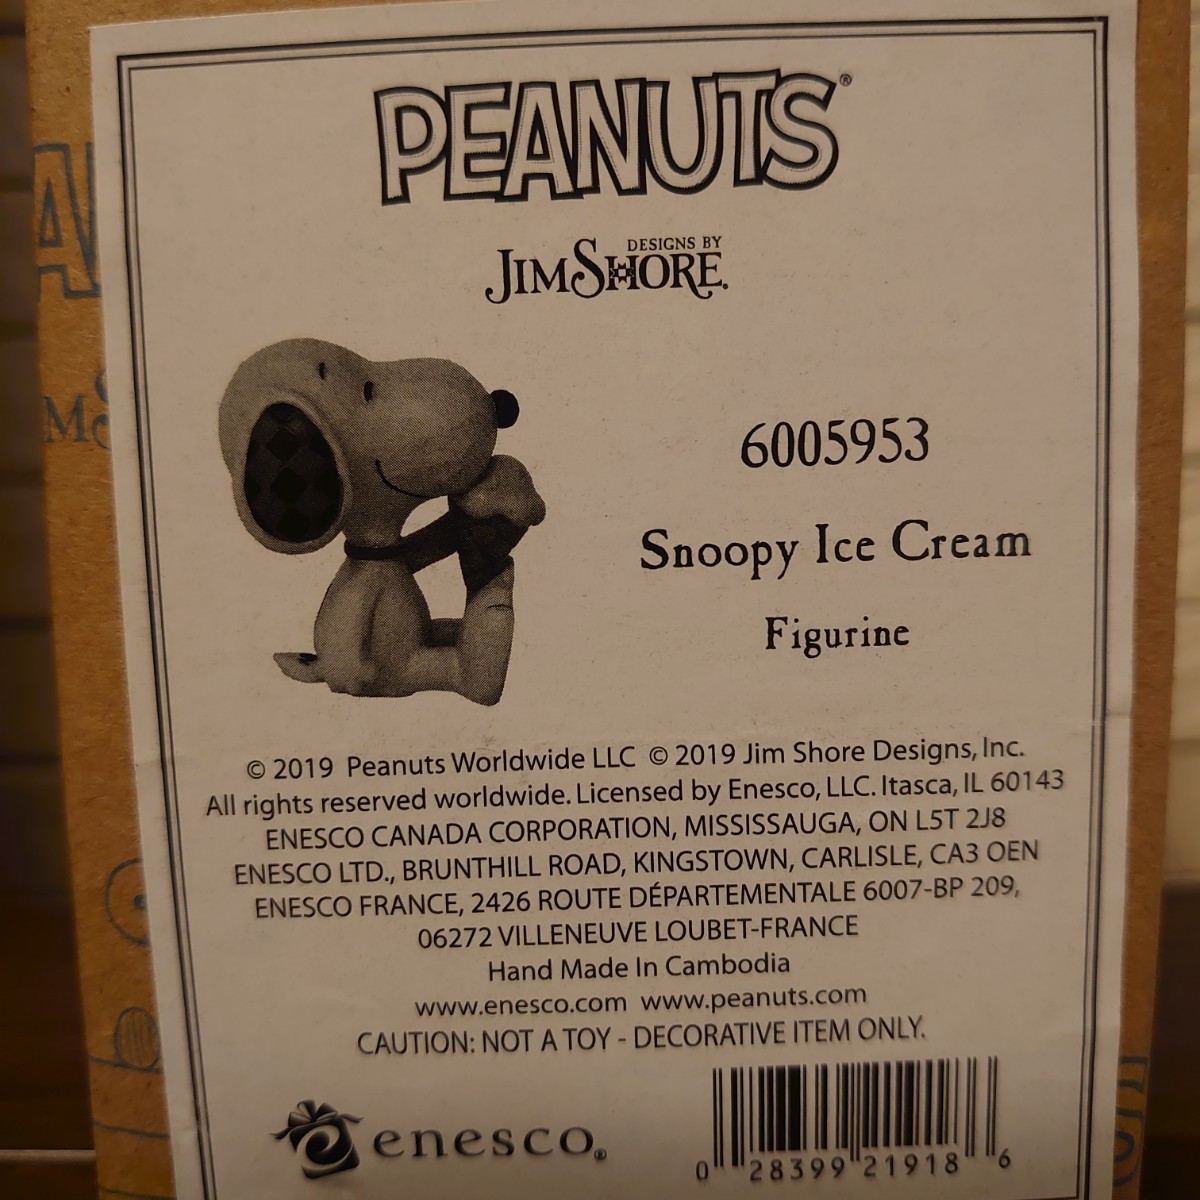 PEANUTS®
DESIGNS BY
JIM SHORE.
6005953
Snoopy Ice Cream
Figurine
© 2019 Peanuts Worldwide LLC © 2019 Jim Shore Designs, Inc.
All rights reserved worldwide. Licensed by Enesco, LLC. Itasca, IL 60143
ENESCO CANADA CORPORATION, MISSISSAUGA, ON L5T 2J8
ENESCO LTD., BRUNTHILL ROAD, KINGSTOWN, CARLISLE, CA3 OEN
ENESCO FRANCE, 2426 ROUTE DÉPARTEMENTALE 6007-BP 209,
06272 VILLENEUVE LOUBET-FRANCE
Hand Made In Cambodia
www.enesco.com www.peanuts.com
CAUTION: NOT A TOY - DECORATIVE ITEM ONLY.
enesco®
0 28399 21918 6